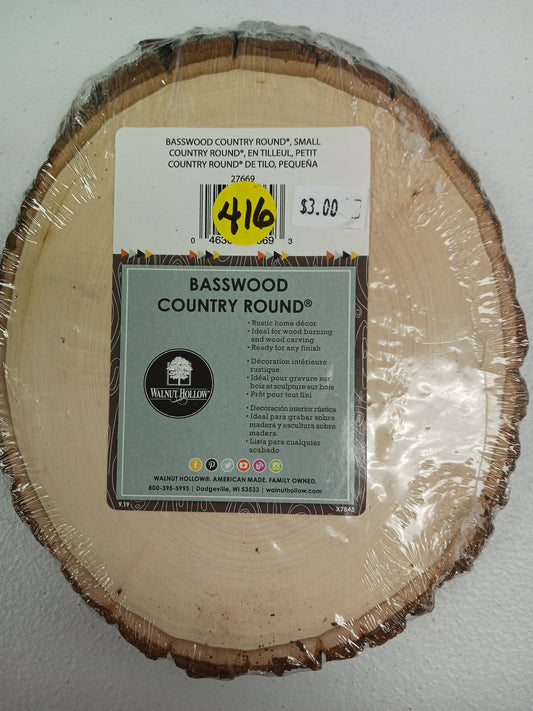 BASSWOOD COUNTRY ROUND®, SMALL
COUNTRY ROUND®, EN TILLEUL, PETIT
COUNTRY ROUND® DE TILO, PEQUEÑA
27669
416
$3.00
0 463 669 3
BASSWOOD
COUNTRY ROUND®
• Rustic home décor
• Ideal for wood burning
and wood carving
• Ready for any finish
• Décoration intérieure
rustique
• Idéal pour gravure sur
bois et sculpture sur bois
• Prêt pour tout fini
• Decoración interior rústica
• Ideal para grabar sobre
madera y escultura sobre
madera
• Lista para cualquier
acabado
WALNUT HOLLOW®
WALNUT HOLLOW®. AMERICAN MADE. FAMILY OWNED.
800-395-5995 | Dodgeville, WI 53533 | walnuthollow.com
9.19
X7845